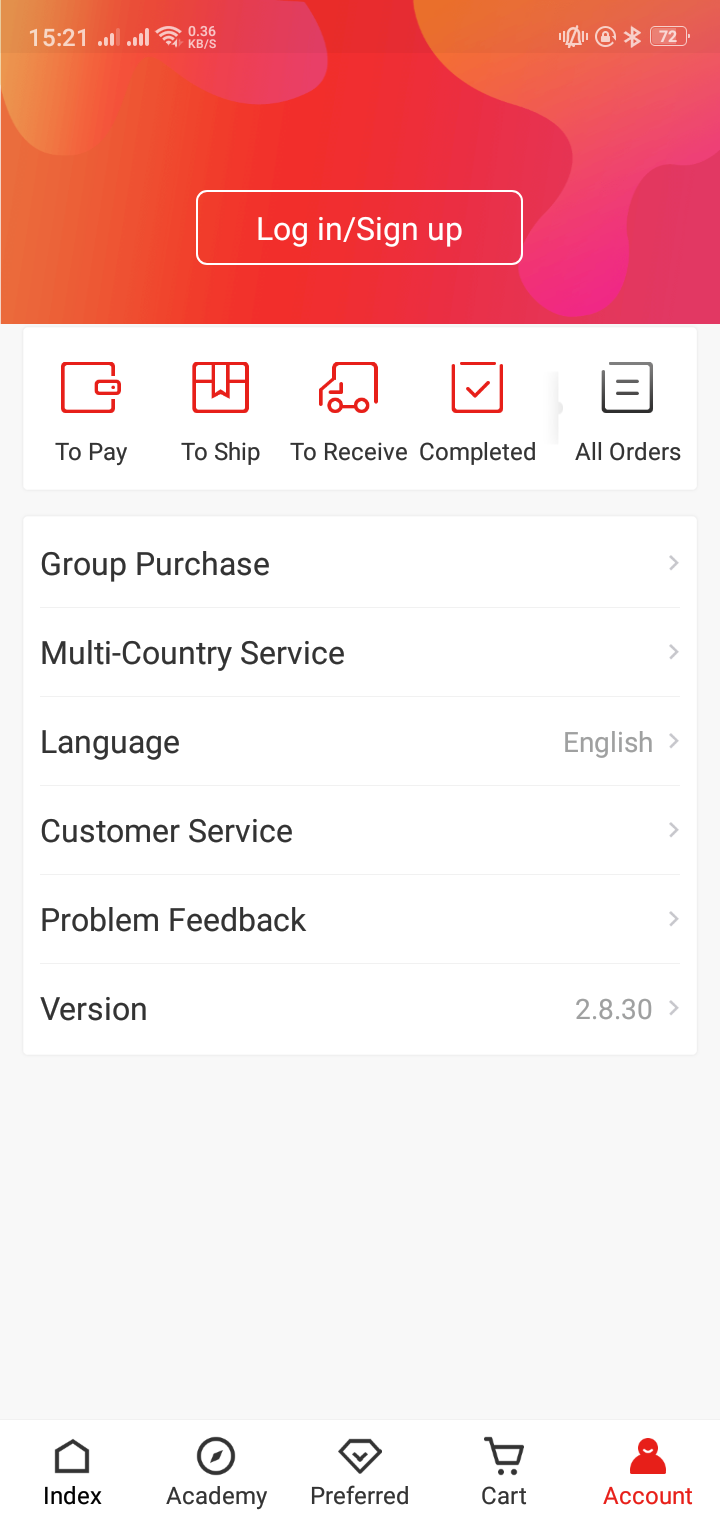 15:21 0.36 KB/S 72
Log in/Sign up
To Pay To Ship To Receive Completed All Orders
Group Purchase
Multi-Country Service
Language English
Customer Service
Problem Feedback
Version 2.8.30
Index Academy Preferred Cart Account